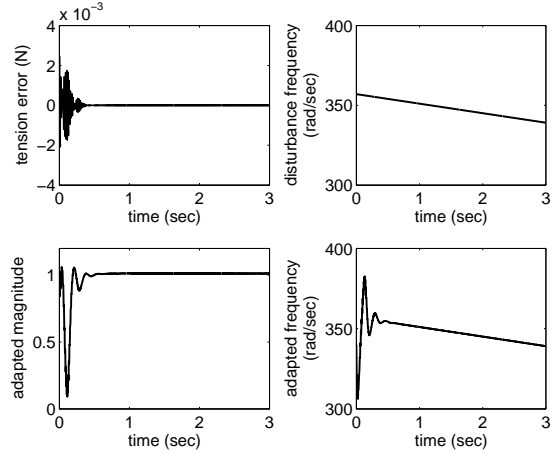 x 10⁻³
4
2
0
−2
−4
0
1
2
3
tension error (N)
time (sec)
400
350
300
0
1
2
3
disturbance frequency
(rad/sec)
time (sec)
1
0.5
0
0
1
2
3
adapted magnitude
time (sec)
400
350
300
0
1
2
3
adapted frequency
(rad/sec)
time (sec)